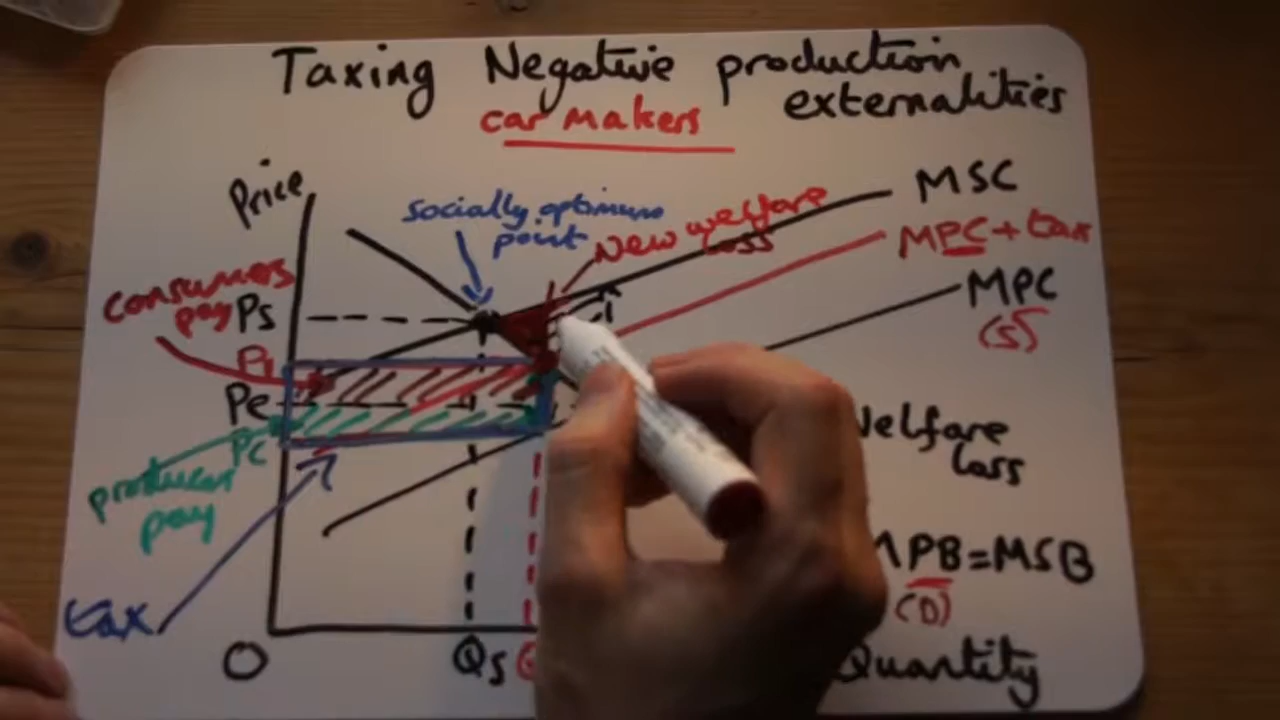 Taxing Negative production
externalities
car makers
Price
MSC
socially optimum
point
New welfare
loss
MPC + tax
MPC
(S)
consumers
pay
Ps
P1
Pe
Pc
producer
pay
Welfare
loss
MPB=MSB
(D)
tax
O
Qs
Quantity